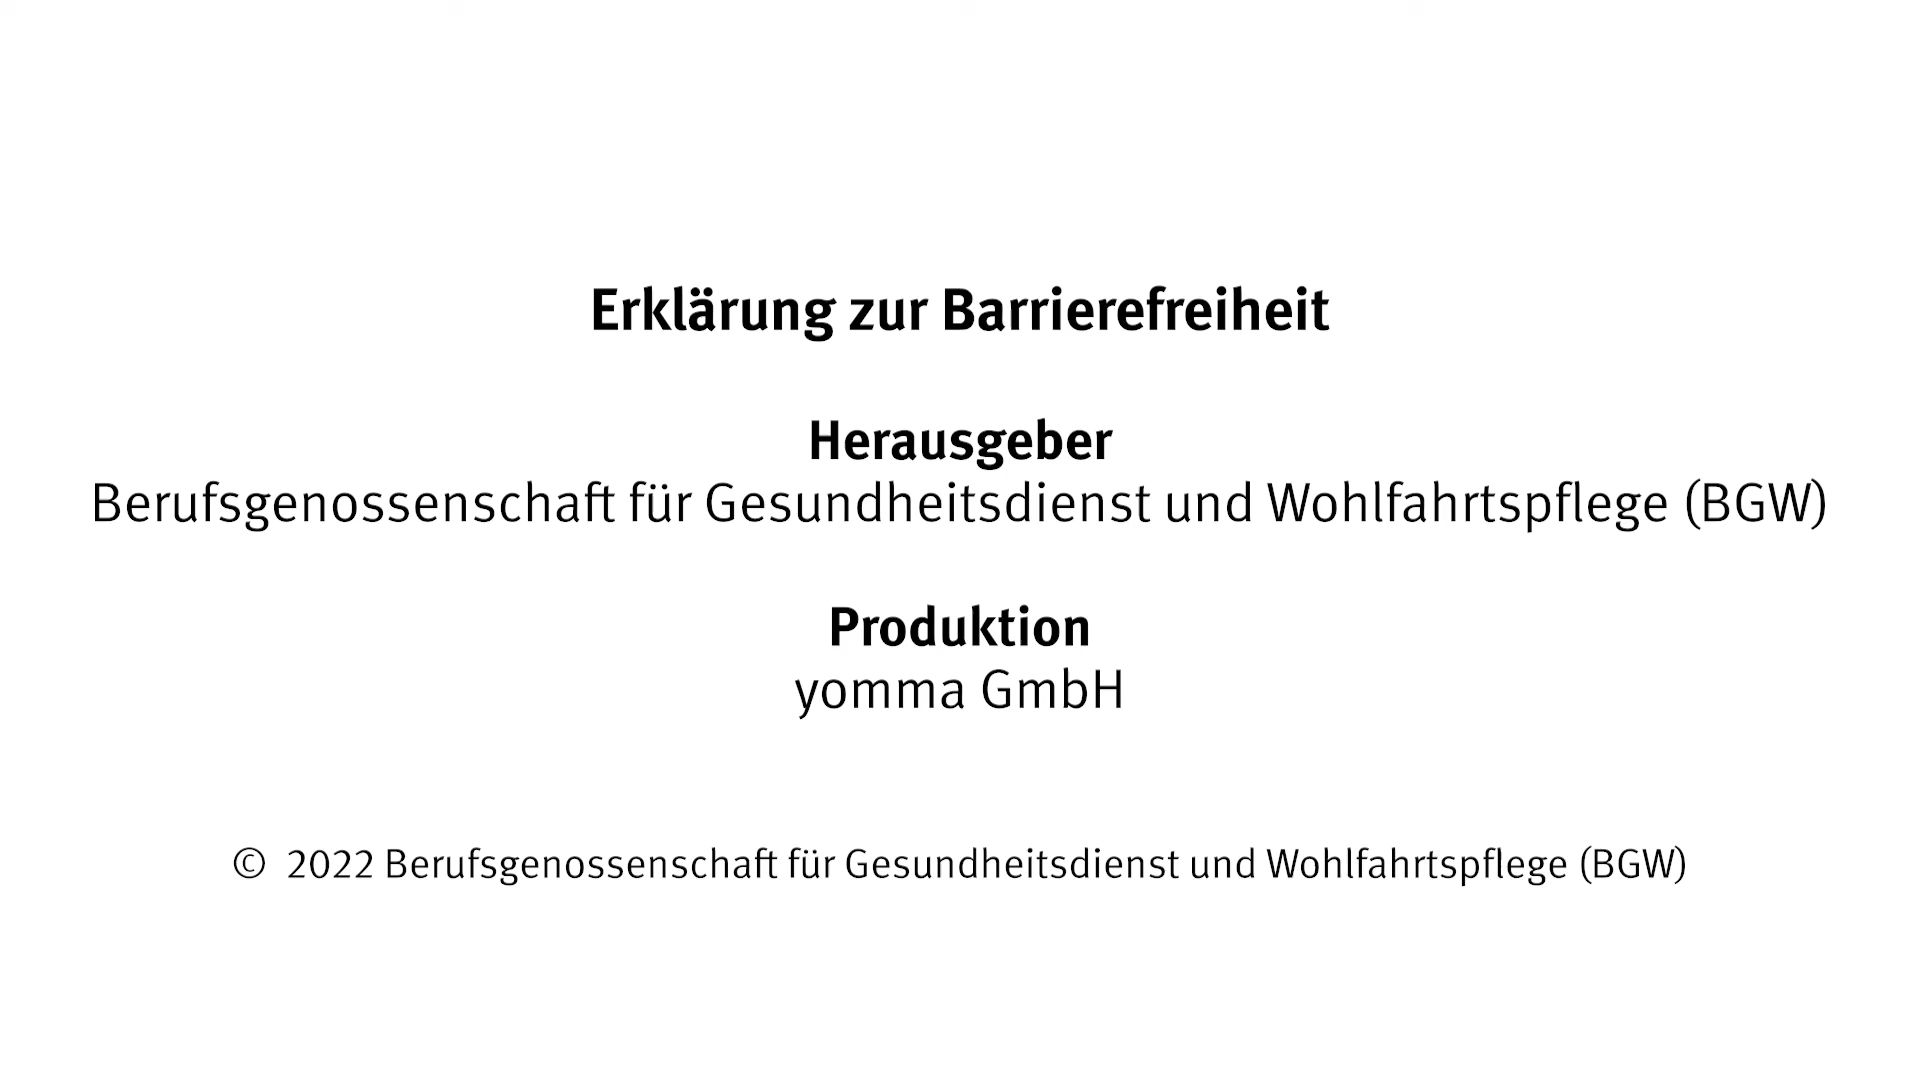 Erklärung zur Barrierefreiheit
Herausgeber
Berufsgenossenschaft für Gesundheitsdienst und Wohlfahrtspflege (BGW)
Produktion
yomma GmbH
© 2022 Berufsgenossenschaft für Gesundheitsdienst und Wohlfahrtspflege (BGW)